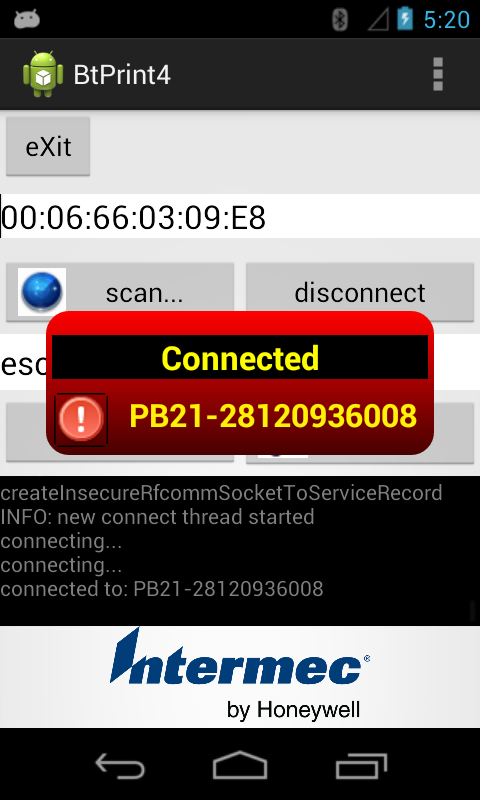 5:20
BtPrint4
eXit
00:06:66:03:09:E8
scan...
disconnect
Connected
PB21-28120936008
createInsecureRfcommSocketToServiceRecord
INFO: new connect thread started
connecting...
connecting...
connected to: PB21-28120936008
Intermec®
by Honeywell